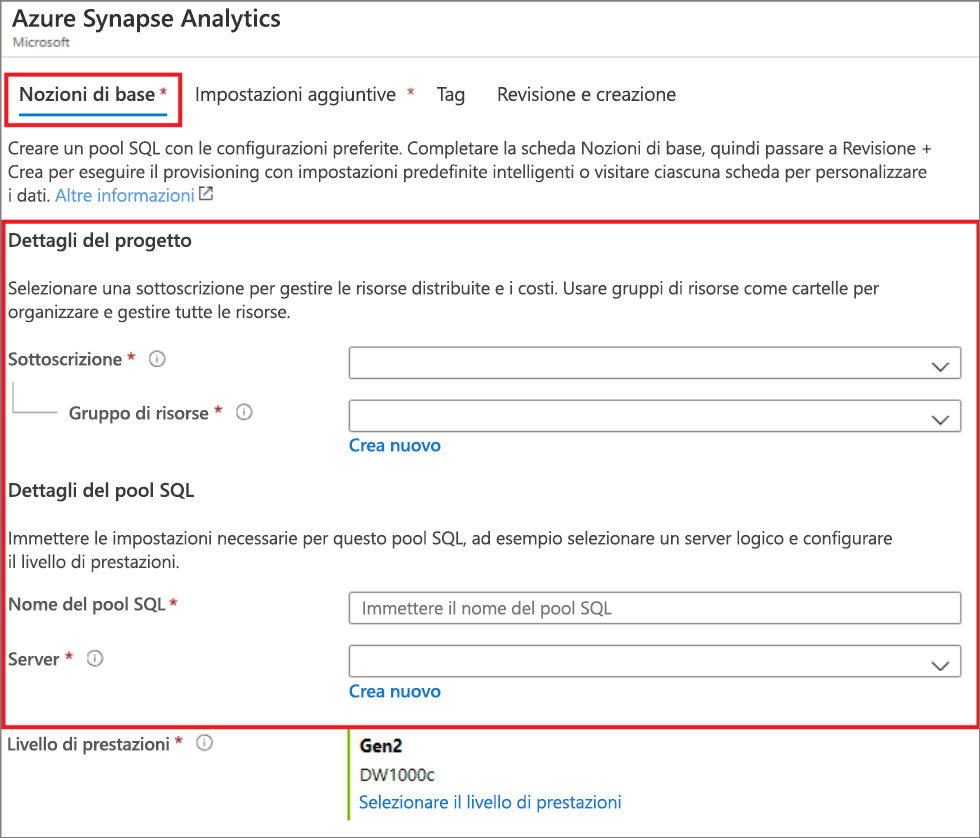 Azure Synapse Analytics
Microsoft
Nozioni di base * Impostazioni aggiuntive * Tag Revisione e creazione
Creare un pool SQL con le configurazioni preferite. Completare la scheda Nozioni di base, quindi passare a Revisione +
Crea per eseguire il provisioning con impostazioni predefinite intelligenti o visitare ciascuna scheda per personalizzare
i dati. Altre informazioni
Dettagli del progetto
Selezionare una sottoscrizione per gestire le risorse distribuite e i costi. Usare gruppi di risorse come cartelle per
organizzare e gestire tutte le risorse.
Sottoscrizione *
Gruppo di risorse *
Crea nuovo
Dettagli del pool SQL
Immettere le impostazioni necessarie per questo pool SQL, ad esempio selezionare un server logico e configurare
il livello di prestazioni.
Nome del pool SQL * Immettere il nome del pool SQL
Server *
Crea nuovo
Livello di prestazioni * Gen2
DW1000c
Selezionare il livello di prestazioni